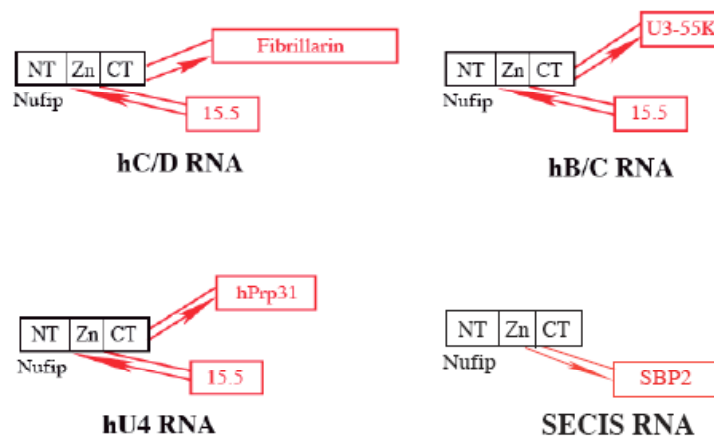 Fibrillarin
NT Zn CT
Nufip
15.5
hC/D RNA
U3-55K
NT Zn CT
Nufip
15.5
hB/C RNA
hPrp31
NT Zn CT
Nufip
15.5
hU4 RNA
NT Zn CT
Nufip
SBP2
SECIS RNA